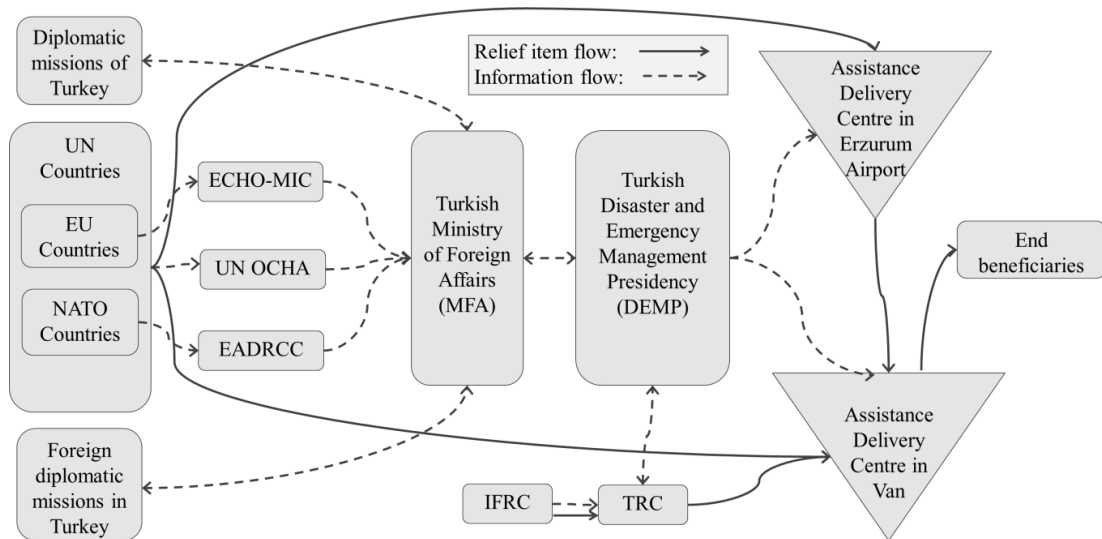 Diplomatic
missions of
Turkey
Relief item flow:
Information flow:
Assistance
Delivery
Centre in
Erzurum
Airport
UN
Countries
EU
Countries
NATO
Countries
ECHO-MIC
UN OCHA
EADRCC
Turkish
Ministry
of Foreign
Affairs
(MFA)
Turkish
Disaster and
Emergency
Management
Presidency
(DEMP)
End
beneficiaries
Foreign
diplomatic
missions in
Turkey
IFRC
TRC
Assistance
Delivery
Centre in
Van